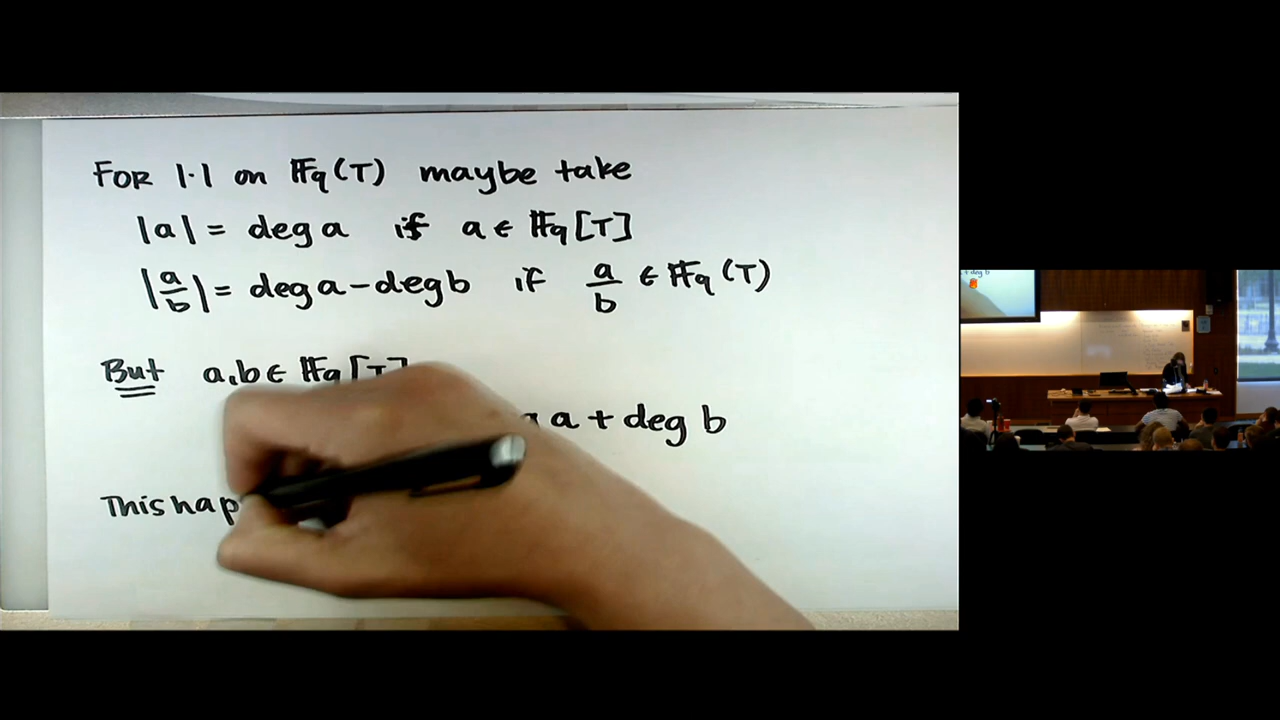 For |·| on 𝔽q(T) maybe take
|a| = deg a if a ∈ 𝔽q[T]
|a/b| = deg a - deg b if a/b ∈ 𝔽q(T)
But a,b ∈ 𝔽q[T]
a + deg b
This hap